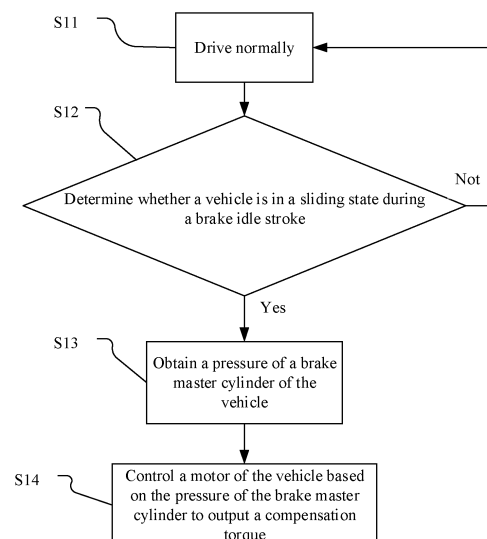 S11
Drive normally
S12
Determine whether a vehicle is in a sliding state during
a brake idle stroke
Not
Yes
S13
Obtain a pressure of a brake
master cylinder of the
vehicle
S14
Control a motor of the vehicle based
on the pressure of the brake master
cylinder to output a compensation
torque